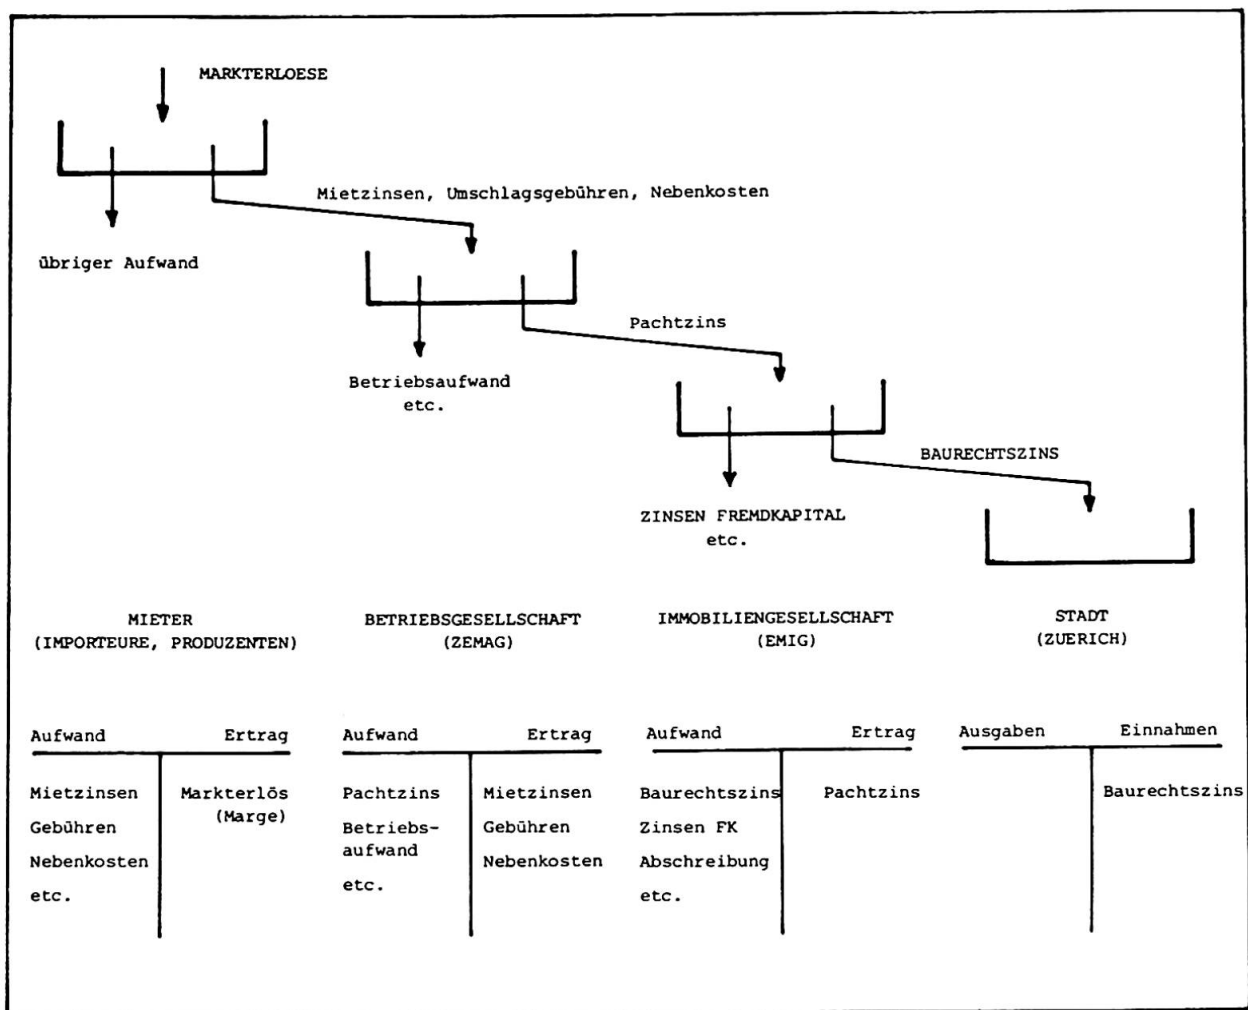 MARKTERLOESE
Mietzinsen, Umschlagsgebühren, Nebenkosten
übriger Aufwand
Pachtzins
Betriebsaufwand
etc.
BAURECHTSZINS
ZINSEN FREMDKAPITAL
etc.
MIETER
(IMPORTEURE, PRODUZENTEN)
BETRIEBSGESELLSCHAFT
(ZEMAG)
IMMOBILIENGESELLSCHAFT
(EMIG)
STADT
(ZUERICH)
Aufwand Ertrag
Mietzinsen
Gebühren
Nebenkosten
etc.
Markterlös
(Marge)
Aufwand Ertrag
Pachtzins
Betriebs-
aufwand
etc.
Mietzinsen
Gebühren
Nebenkosten
Aufwand Ertrag
Baurechtszins
Zinsen FK
Abschreibung
etc.
Pachtzins
Ausgaben Einnahmen
Baurechtszins